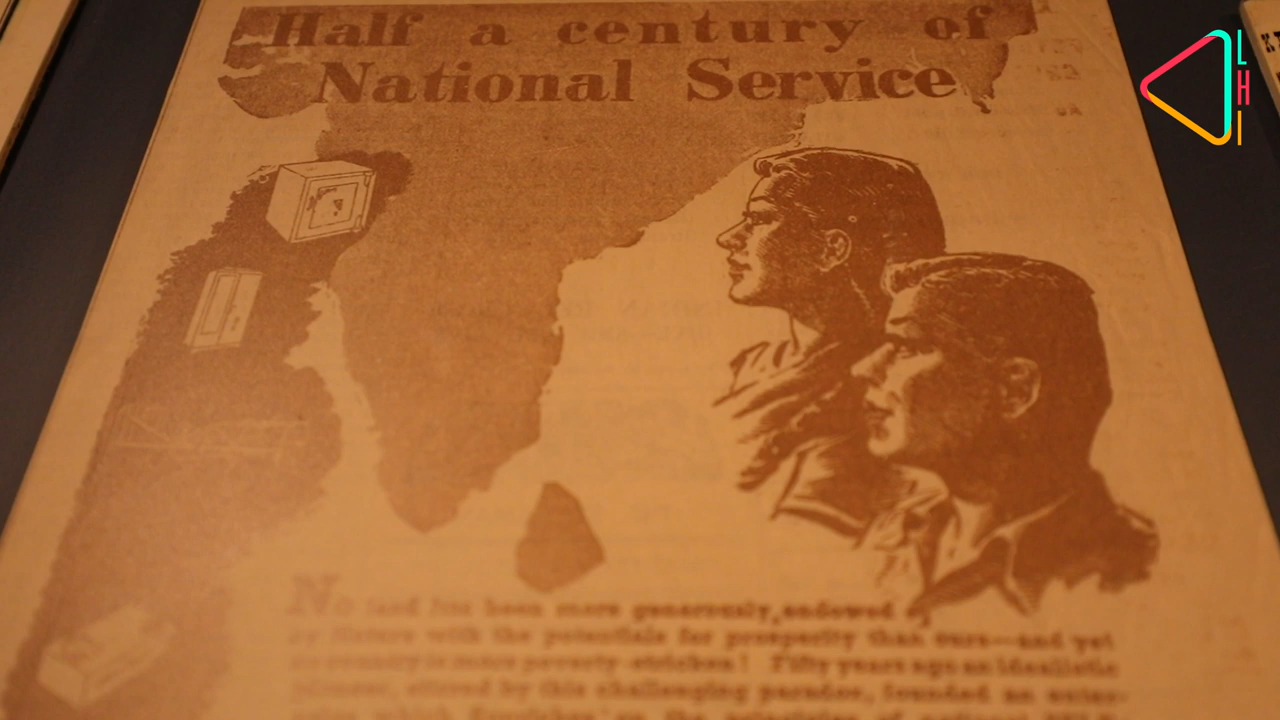 Half a century of
National Service
No land has been more generously endowed
by Nature with the potentials for prosperity than ours—and yet
no country is more poverty-stricken! Fifty years ago an idealistic
pioneer, stirred by this challenging paradox, founded an
LHI